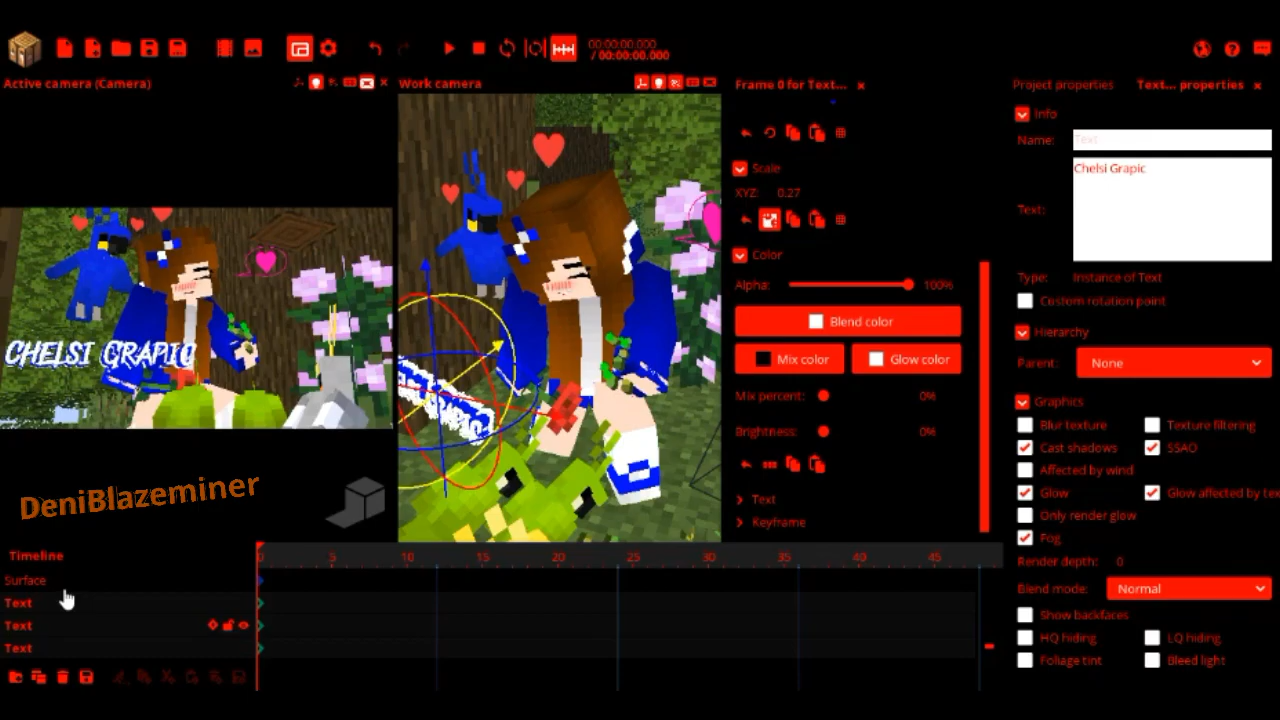 00:00:00.000
/ 00:00:00.000
Active camera (Camera)
Work camera
Frame 0 for Text...
Project properties
Text... properties
Info
Name:
Text
Scale
XYZ:
0.27
Text:
Chelsi Grapic
Color
Alpha:
100%
Type:
Instance of Text
Custom rotation point
Blend color
Hierarchy
Mix color
Glow color
Parent:
None
CHELSI GRAPIC
Mix percent:
0%
Graphics
Blur texture
Texture filtering
Brightness:
0%
Cast shadows
SSAO
Affected by wind
Text
Glow
Glow affected by tex
Keyframe
Only render glow
DeniBlazeminer
Fog
Timeline
0
5
10
15
20
25
30
35
40
45
Render depth:
0
Surface
Blend mode:
Normal
Text
Show backfaces
Text
HQ hiding
LQ hiding
Text
Foliage tint
Bleed light